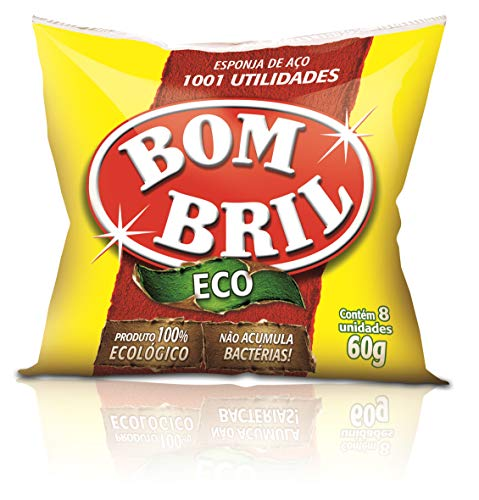 ESPONJA DE AÇO
1001 UTILIDADES
BOM
BRIL
ECO
PRODUTO 100%
ECOLÓGICO
NÃO ACUMULA
BACTÉRIAS!
Contém 8
unidades
60g